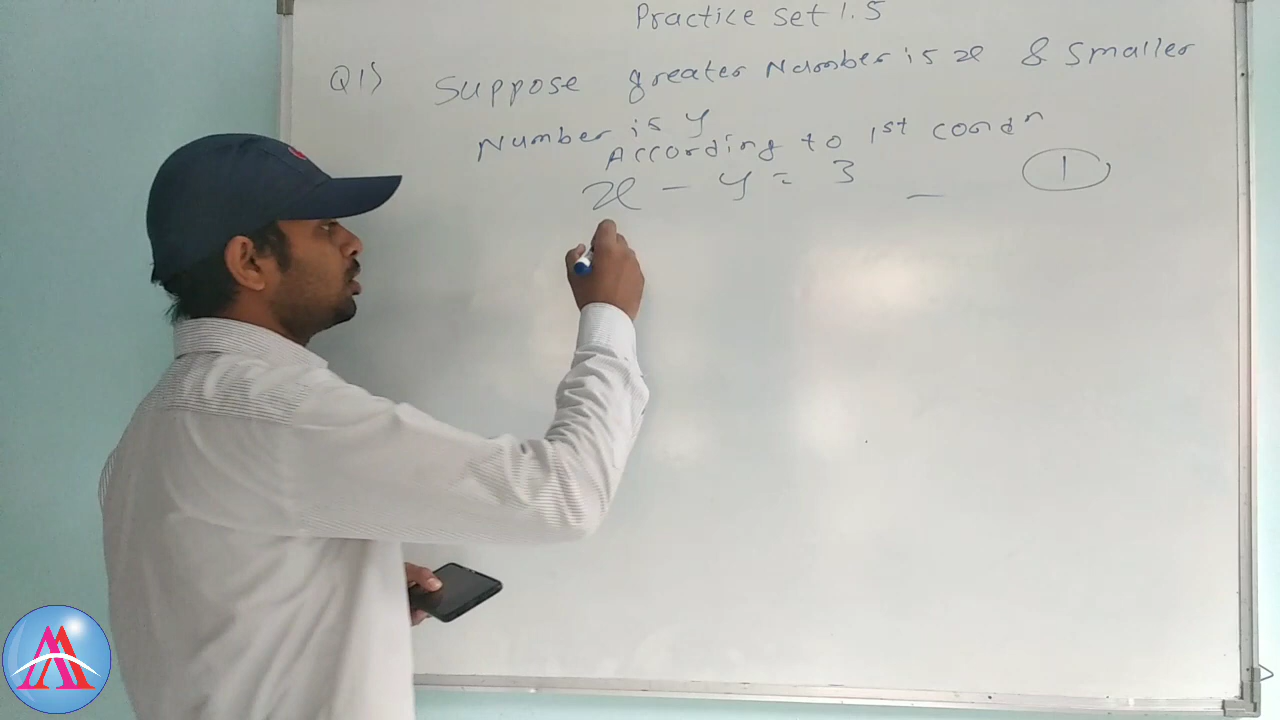 Practice set 1.5
Q1) Suppose greater Number is x & smaller
Number is y
According to 1st condn
x - y = 3 — 1
M